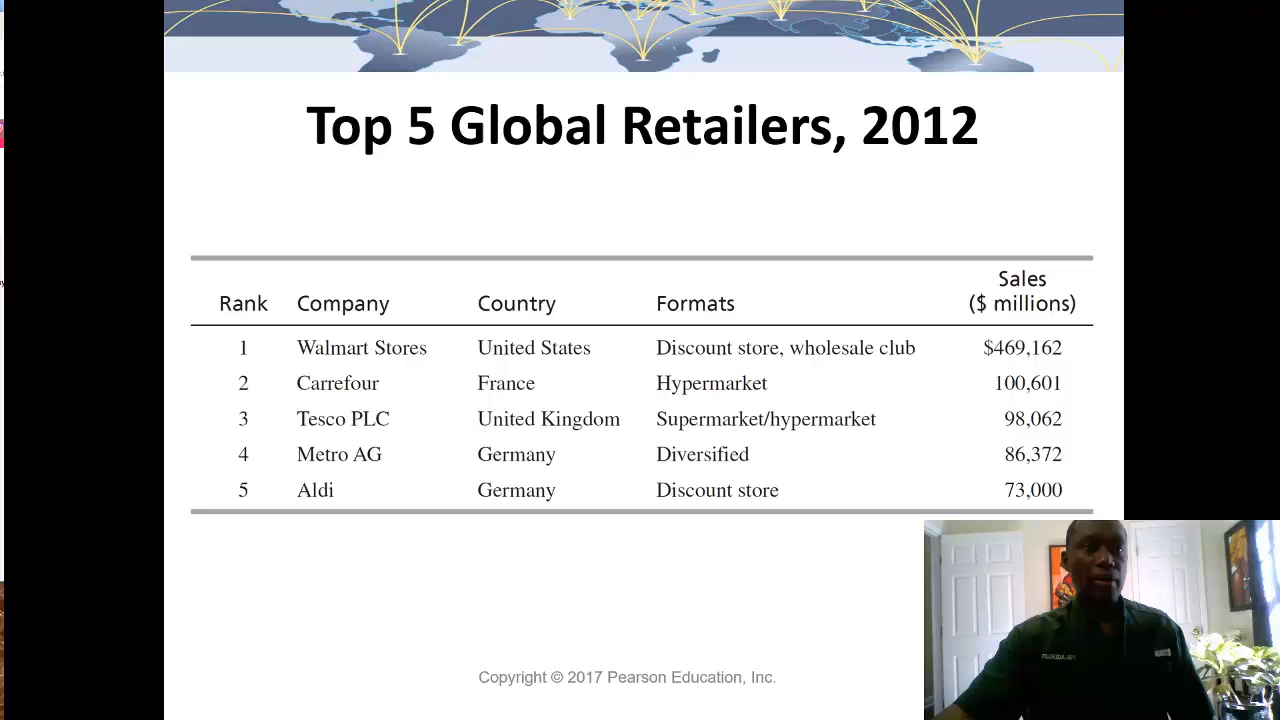 Top 5 Global Retailers, 2012
Sales
Rank Company Country Formats ($ millions)
1 Walmart Stores United States Discount store, wholesale club $469,162
2 Carrefour France Hypermarket 100,601
3 Tesco PLC United Kingdom Supermarket/hypermarket 98,062
4 Metro AG Germany Diversified 86,372
5 Aldi Germany Discount store 73,000
Copyright © 2017 Pearson Education, Inc.